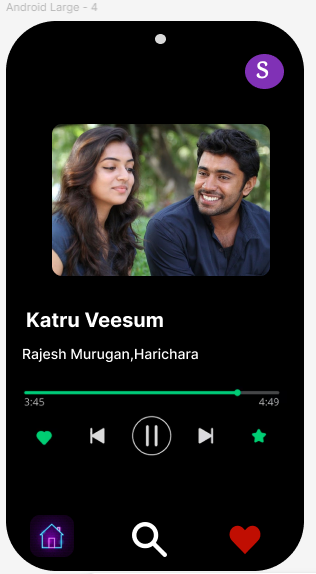 Android Large - 4
S
Katru Veesum
Rajesh Murugan,Harichara
3:45 4:49